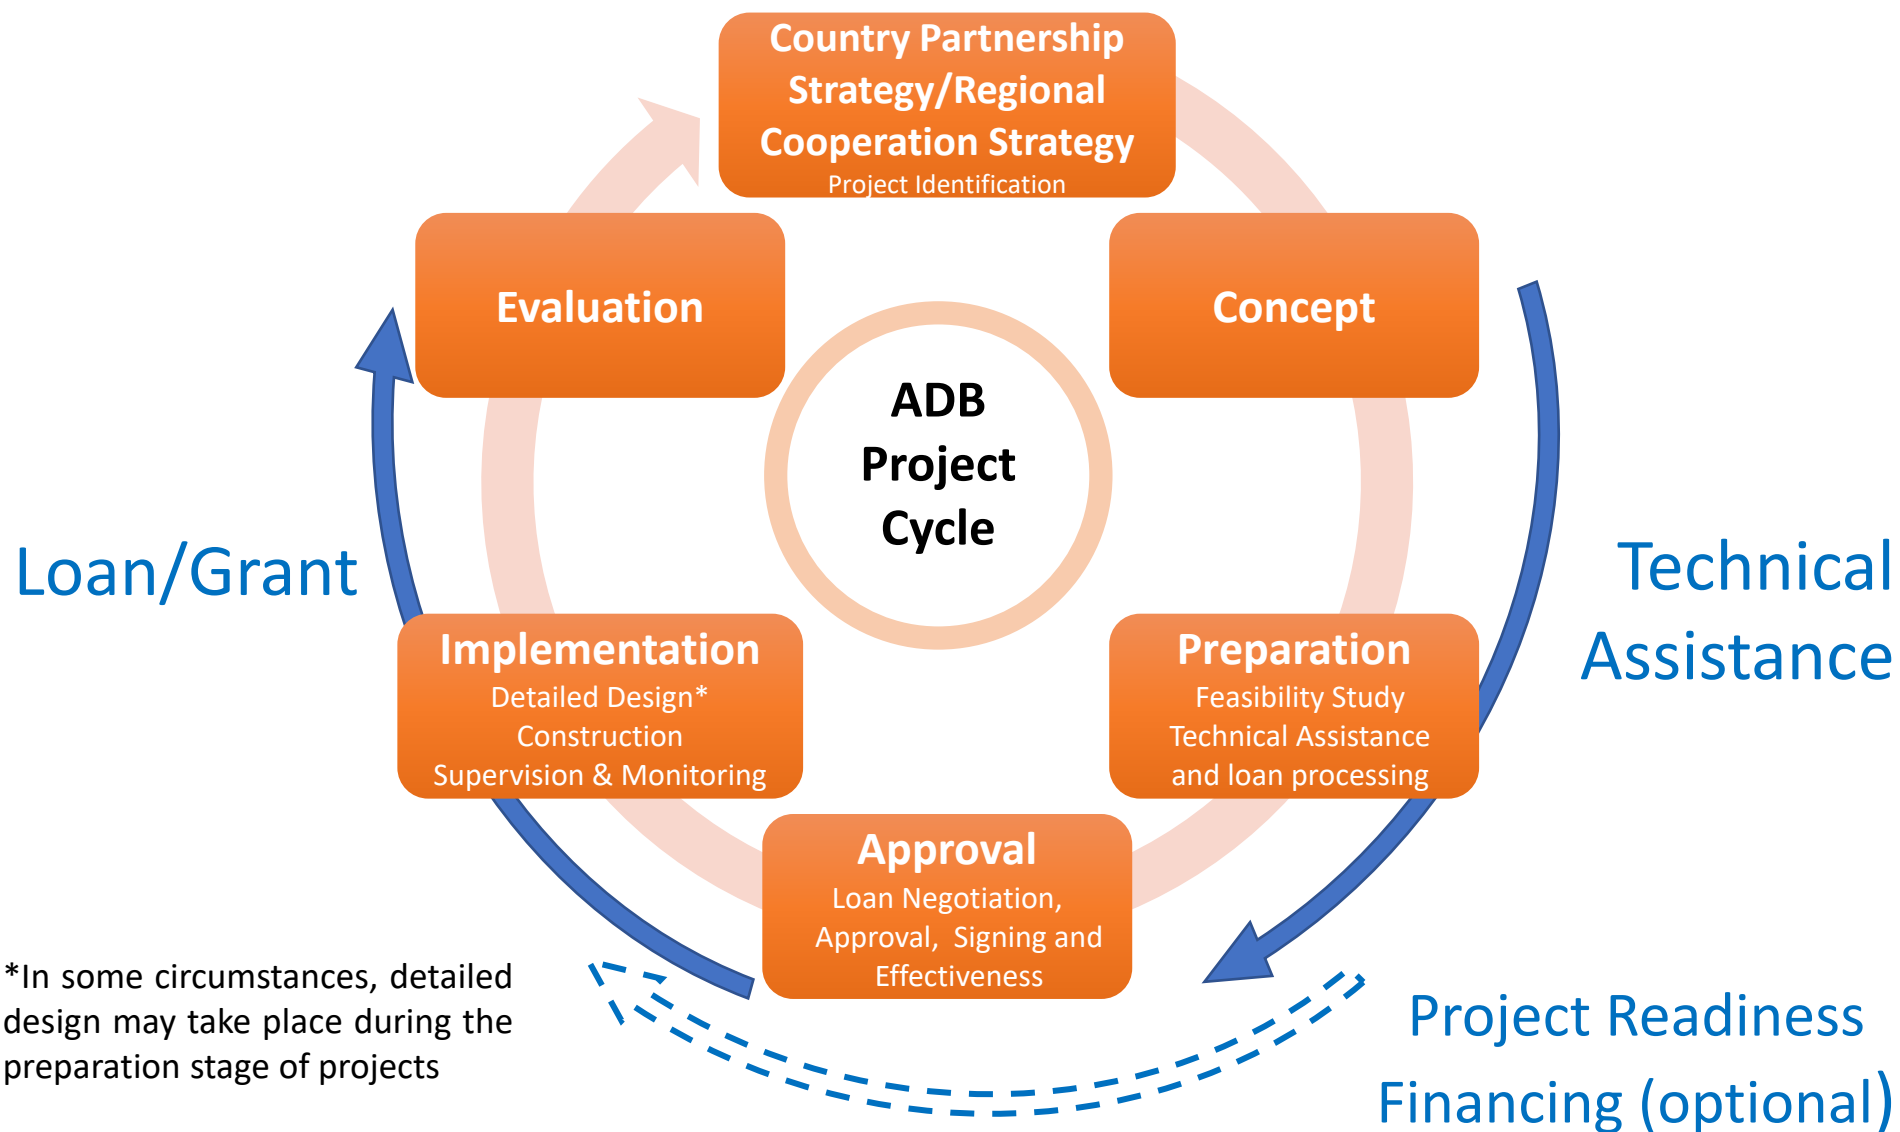 Country Partnership
Strategy/Regional
Cooperation Strategy
Project Identification
Evaluation
Concept
ADB
Project
Cycle
Loan/Grant
Technical
Assistance
Implementation
Detailed Design*
Construction
Supervision & Monitoring
Preparation
Feasibility Study
Technical Assistance
and loan processing
Approval
Loan Negotiation,
Approval, Signing and
Effectiveness
*In some circumstances, detailed
design may take place during the
preparation stage of projects
Project Readiness
Financing (optional)